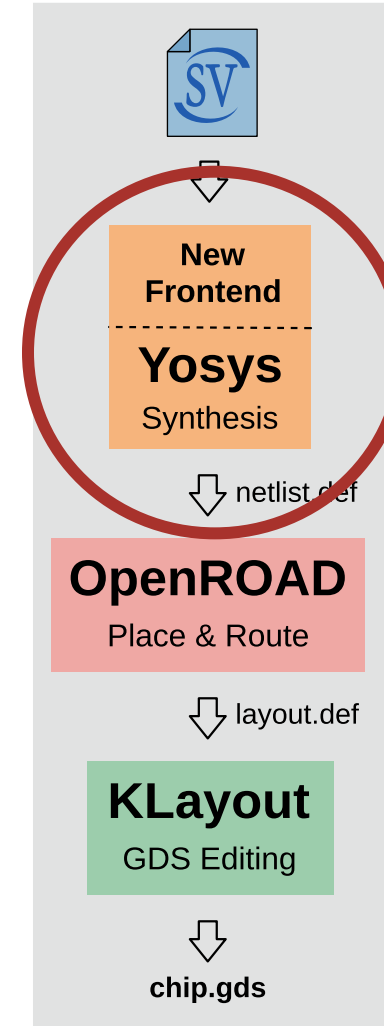 SV
New
Frontend
Yosys
Synthesis
netlist.def
OpenROAD
Place & Route
layout.def
KLayout
GDS Editing
chip.gds